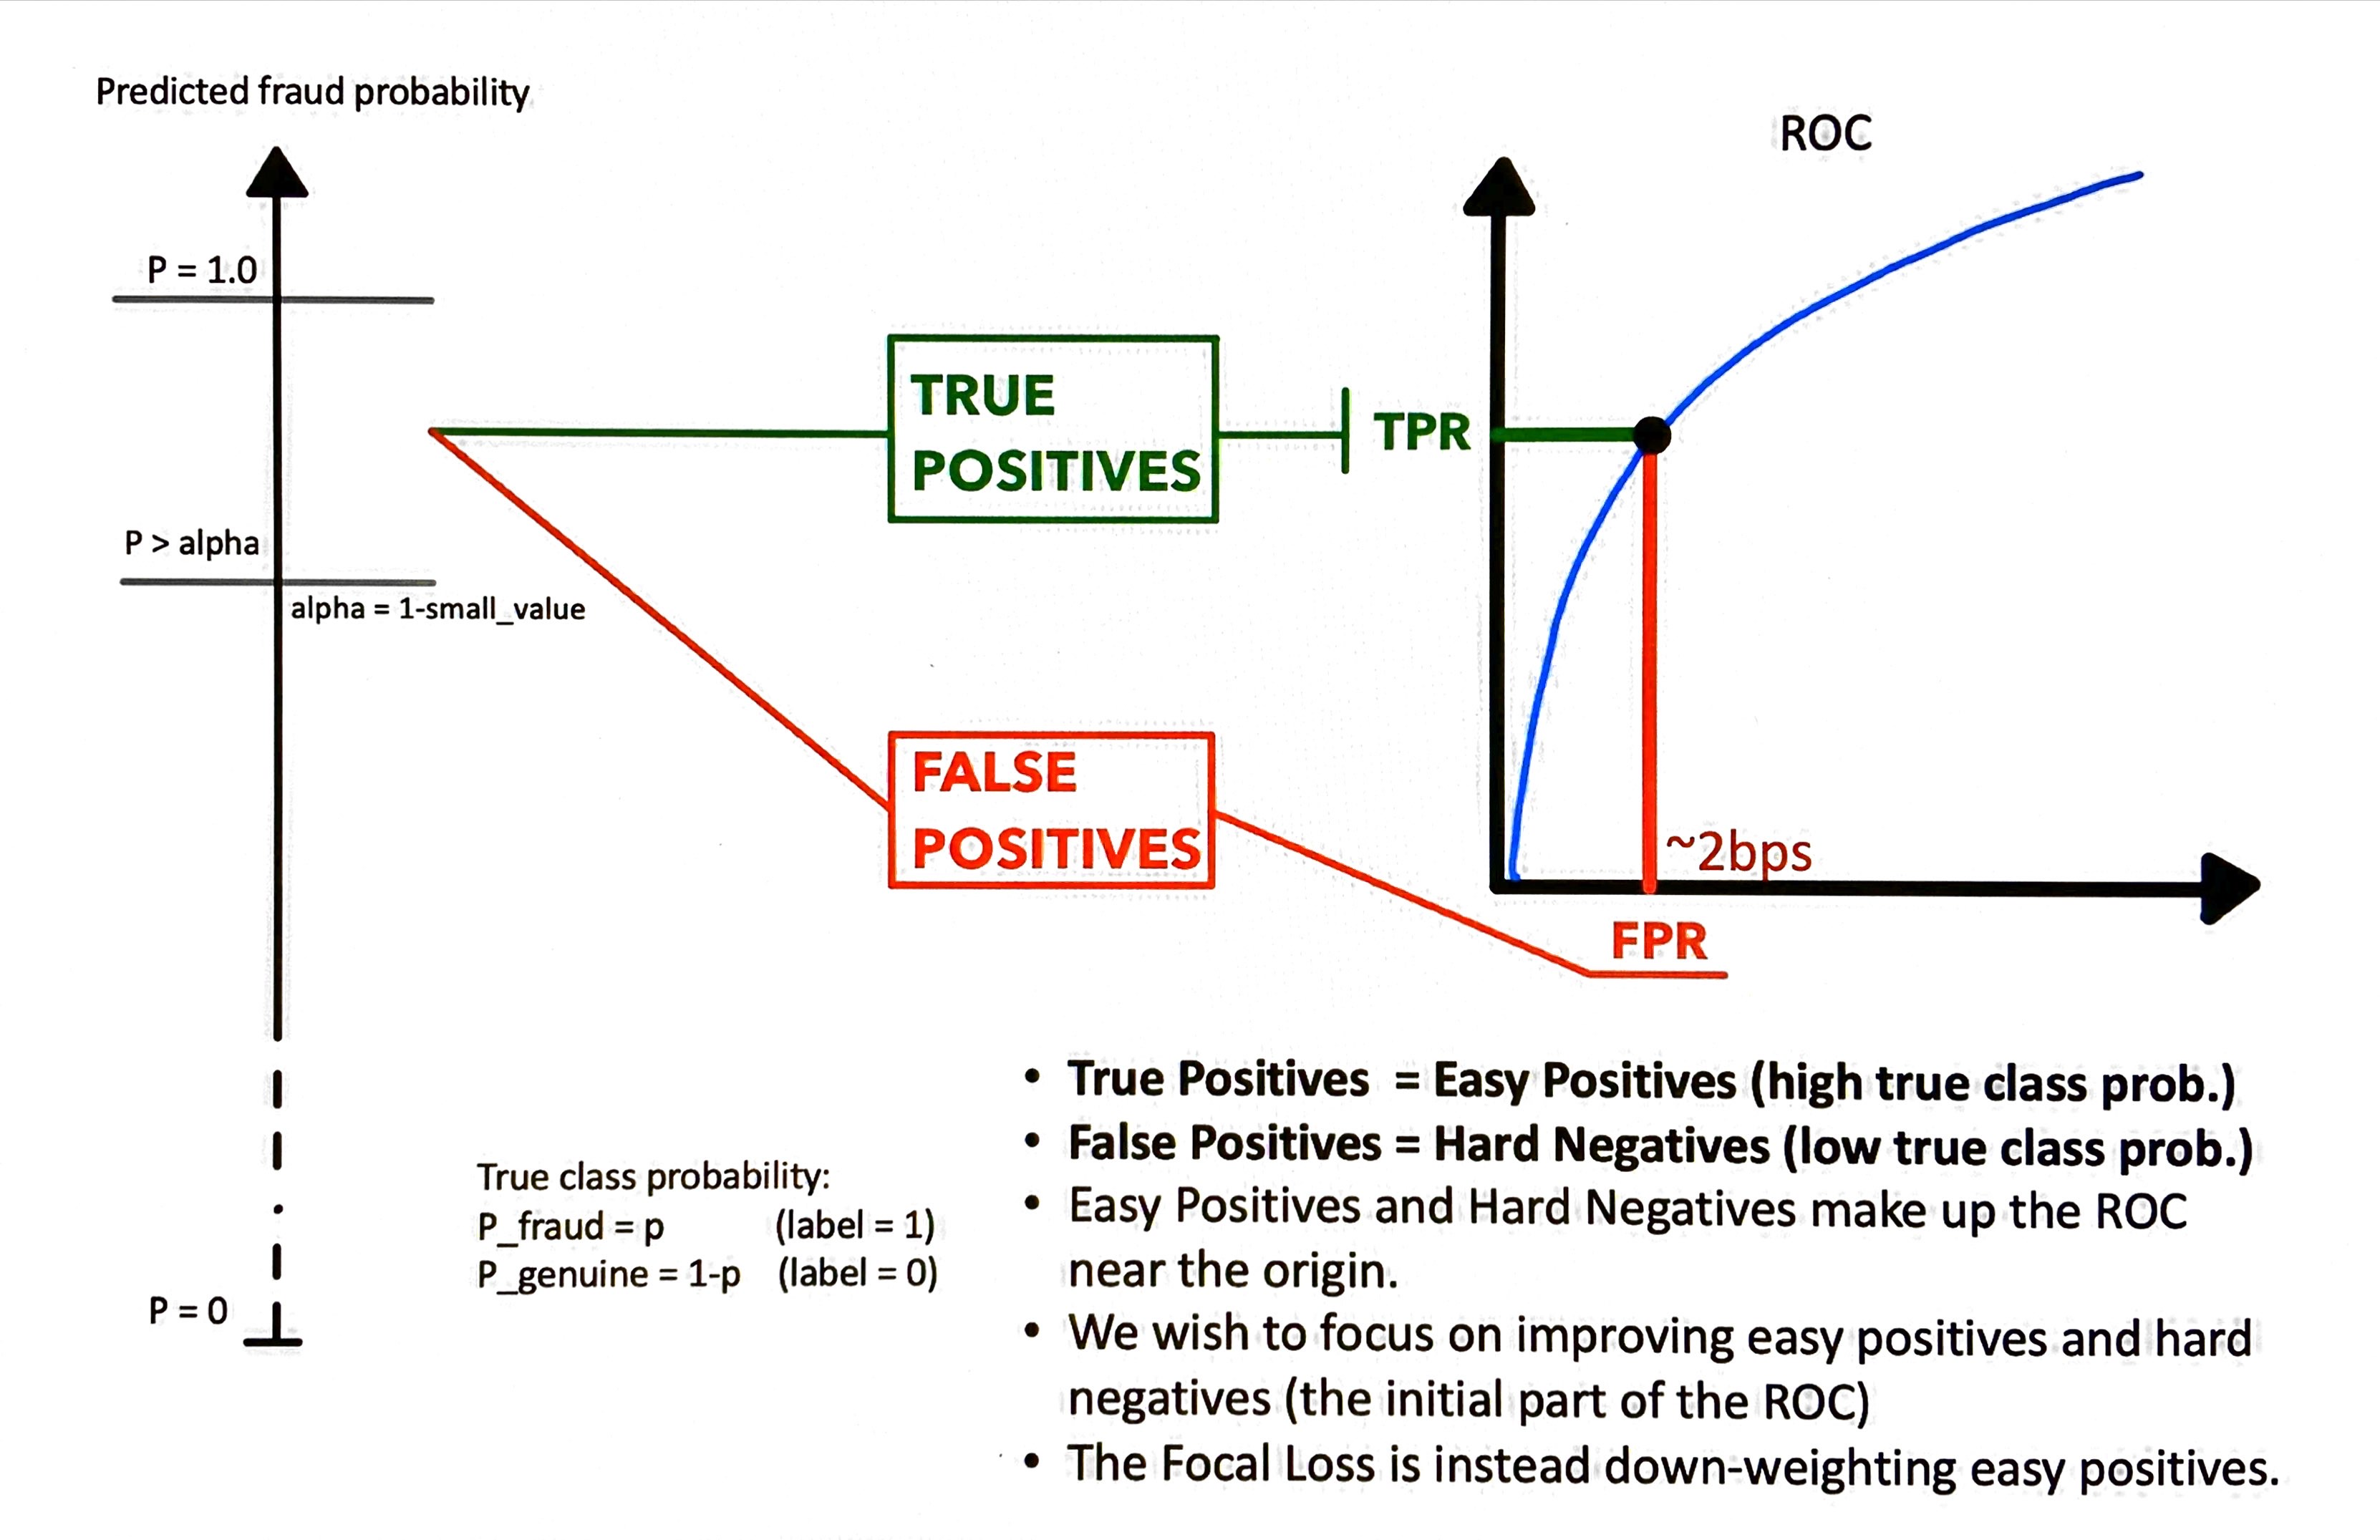 Predicted fraud probability
P = 1.0
P > alpha
alpha = 1-small_value
P = 0
TRUE
POSITIVES
FALSE
POSITIVES
ROC
TPR
~2bps
FPR
True class probability:
P_fraud = p (label = 1)
P_genuine = 1-p (label = 0)
• True Positives = Easy Positives (high true class prob.)
• False Positives = Hard Negatives (low true class prob.)
• Easy Positives and Hard Negatives make up the ROC
near the origin.
• We wish to focus on improving easy positives and hard
negatives (the initial part of the ROC)
• The Focal Loss is instead down-weighting easy positives.